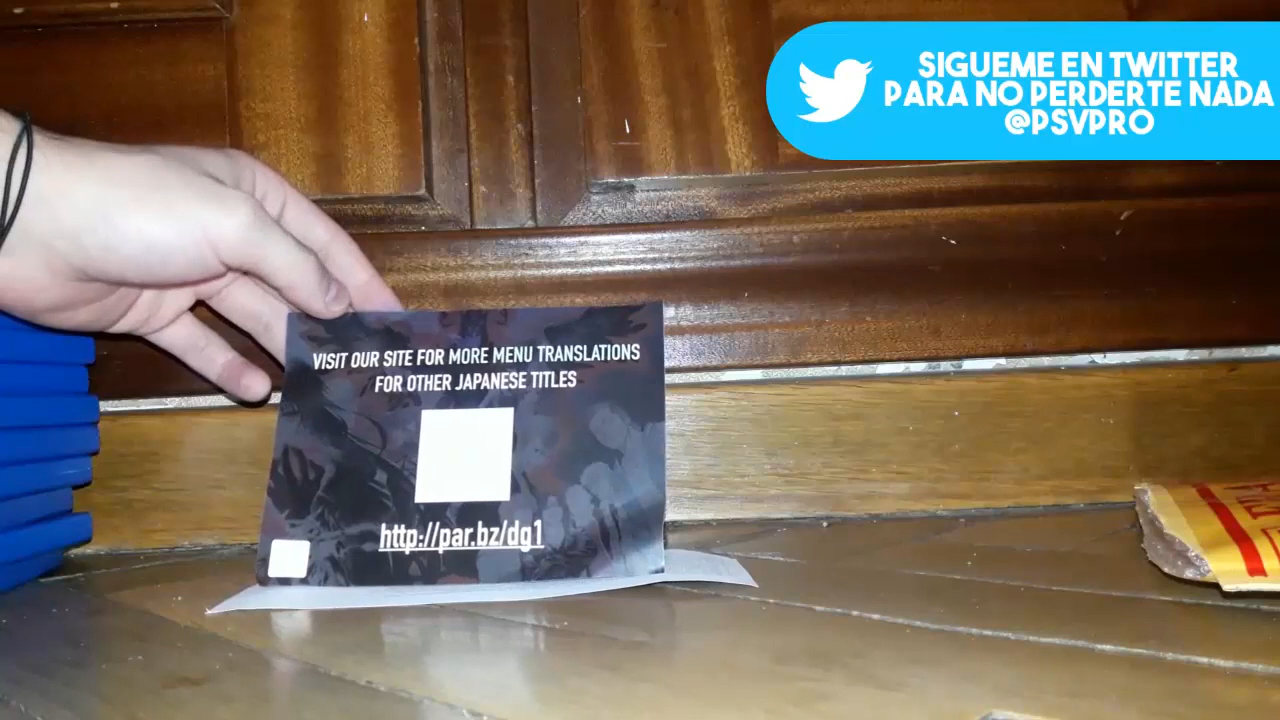 SIGUEME EN TWITTER
PARA NO PERDERTE NADA
@PSVPRO
VISIT OUR SITE FOR MORE MENU TRANSLATIONS
FOR OTHER JAPANESE TITLES
http://par.bz/dg1